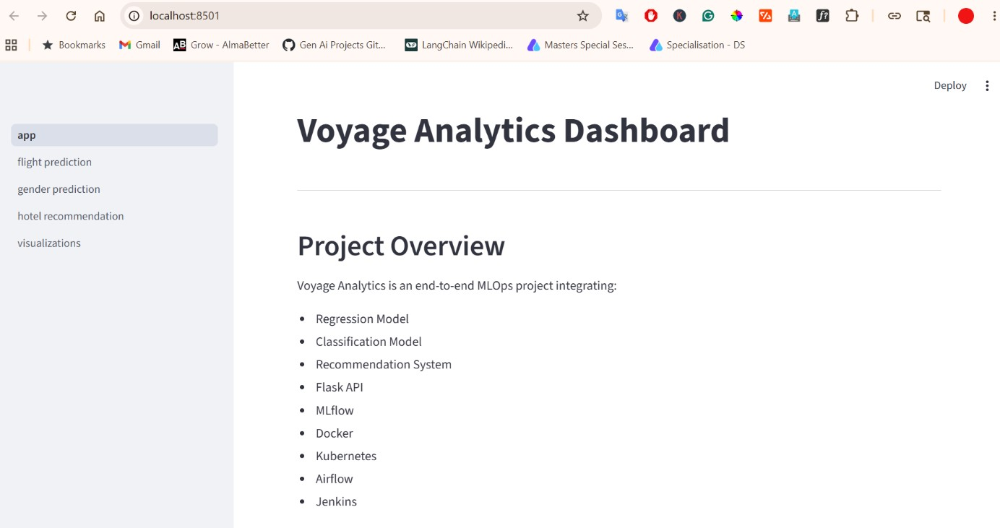 localhost:8501
Bookmarks
Gmail
AB Grow - AlmaBetter
Gen Ai Projects Git...
LangChain Wikipedi...
Masters Special Ses...
Specialisation - DS
Deploy
app
flight prediction
gender prediction
hotel recommendation
visualizations
Voyage Analytics Dashboard
Project Overview
Voyage Analytics is an end-to-end MLOps project integrating:
Regression Model
Classification Model
Recommendation System
Flask API
MLflow
Docker
Kubernetes
Airflow
Jenkins